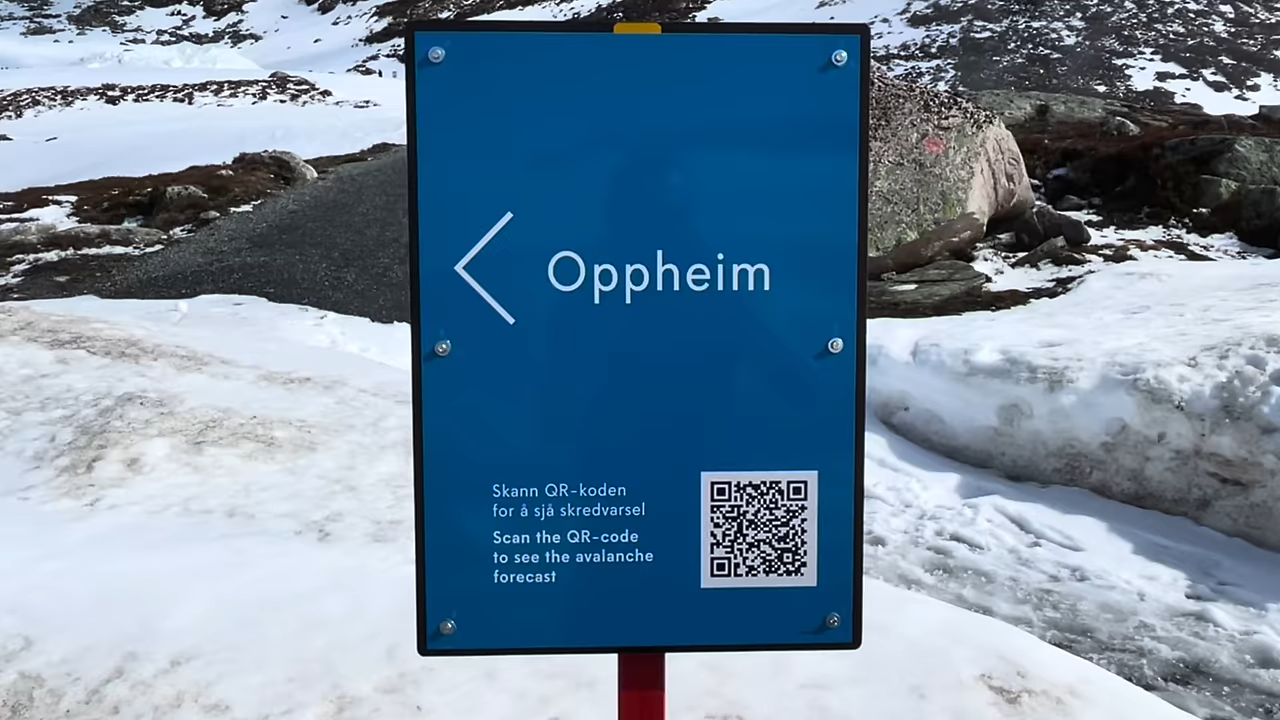 Oppheim
Skann QR-koden
for å sjå skredvarsel
Scan the QR-code
to see the avalanche
forecast